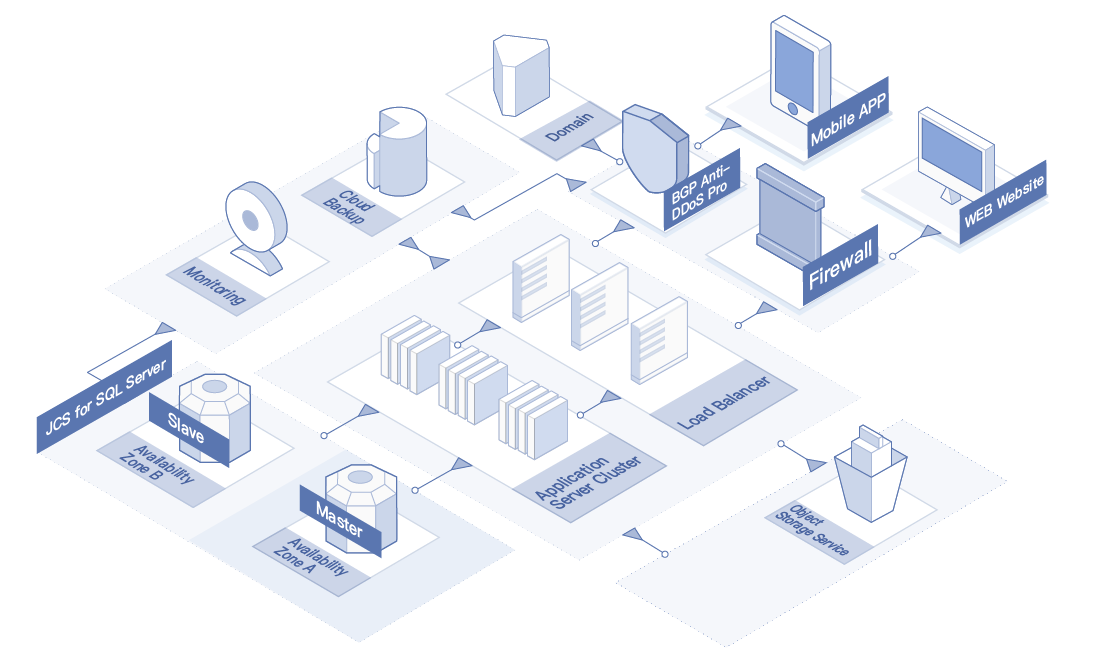 Domain
Mobile APP
BGP Anti-
DDoS Pro
WEB Website
Cloud
Backup
Firewall
Monitoring
JCS for SQL Server
Slave
Availability
Zone B
Load Balancer
Application
Server Cluster
Master
Availability
Zone A
Object
Storage Service